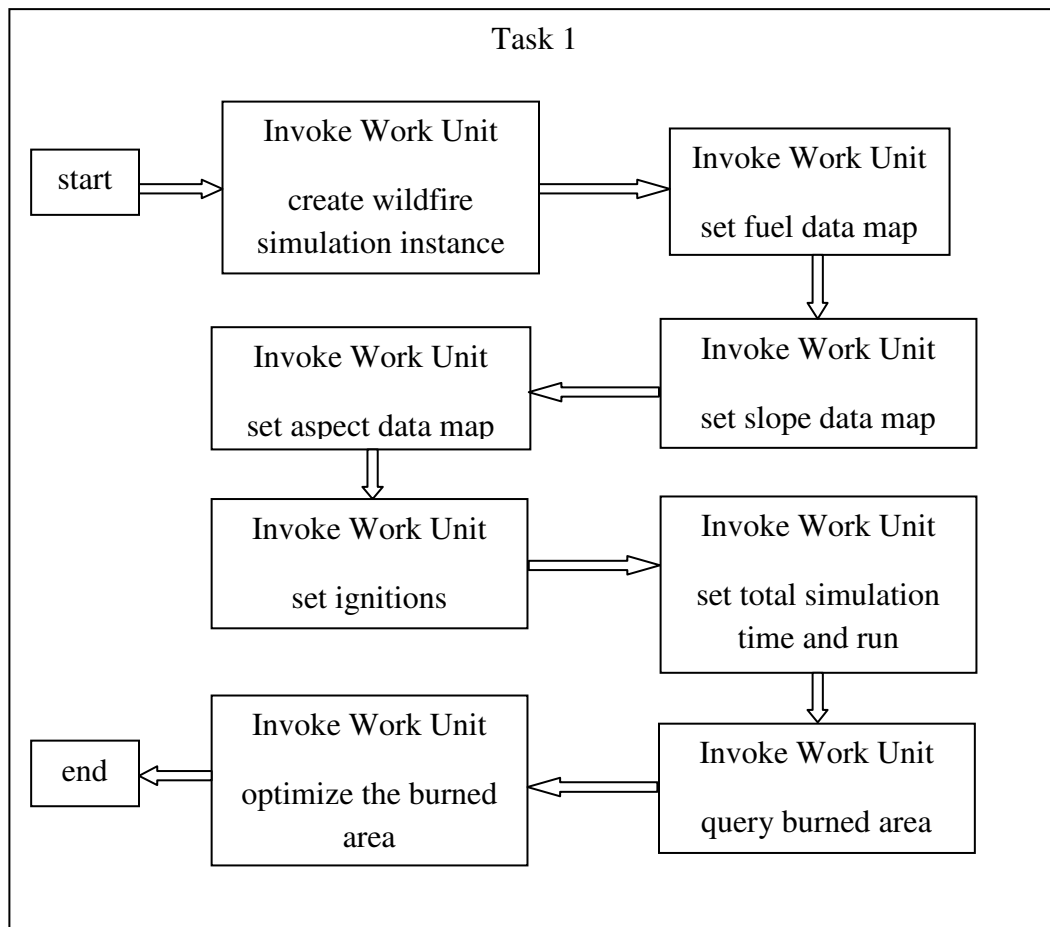 Task 1
start
Invoke Work Unit
create wildfire
simulation instance
Invoke Work Unit
set fuel data map
Invoke Work Unit
set slope data map
Invoke Work Unit
set aspect data map
Invoke Work Unit
set ignitions
Invoke Work Unit
set total simulation
time and run
Invoke Work Unit
query burned area
Invoke Work Unit
optimize the burned
area
end